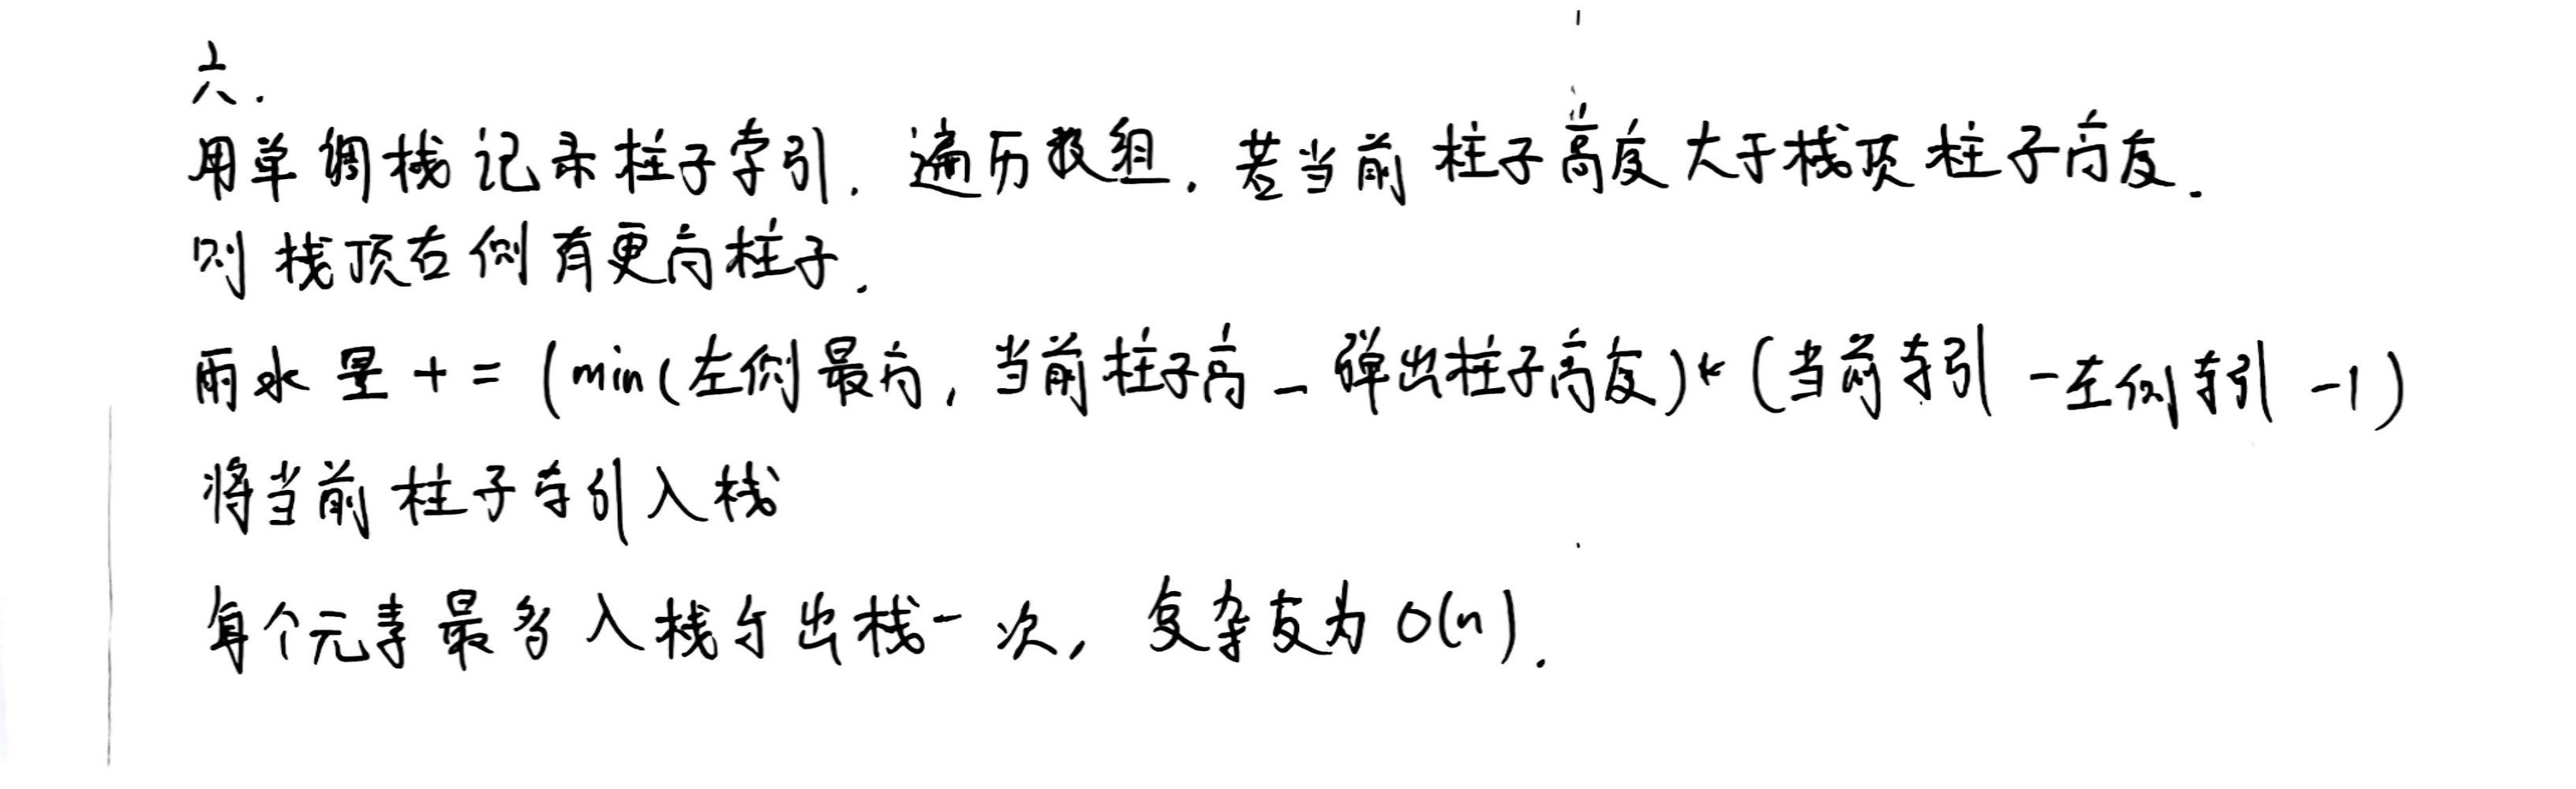 六.
用单调栈记录柱子索引. 遍历数组. 若当前柱子高度大于栈顶柱子高度.
则栈顶右侧有更高柱子.
雨水量 += (min(左侧最高, 当前柱子高 - 弹出柱子高度)*(当前索引 - 左侧索引 -1)
将当前柱子索引入栈
每个元素最多入栈与出栈一次, 复杂度为 O(n).